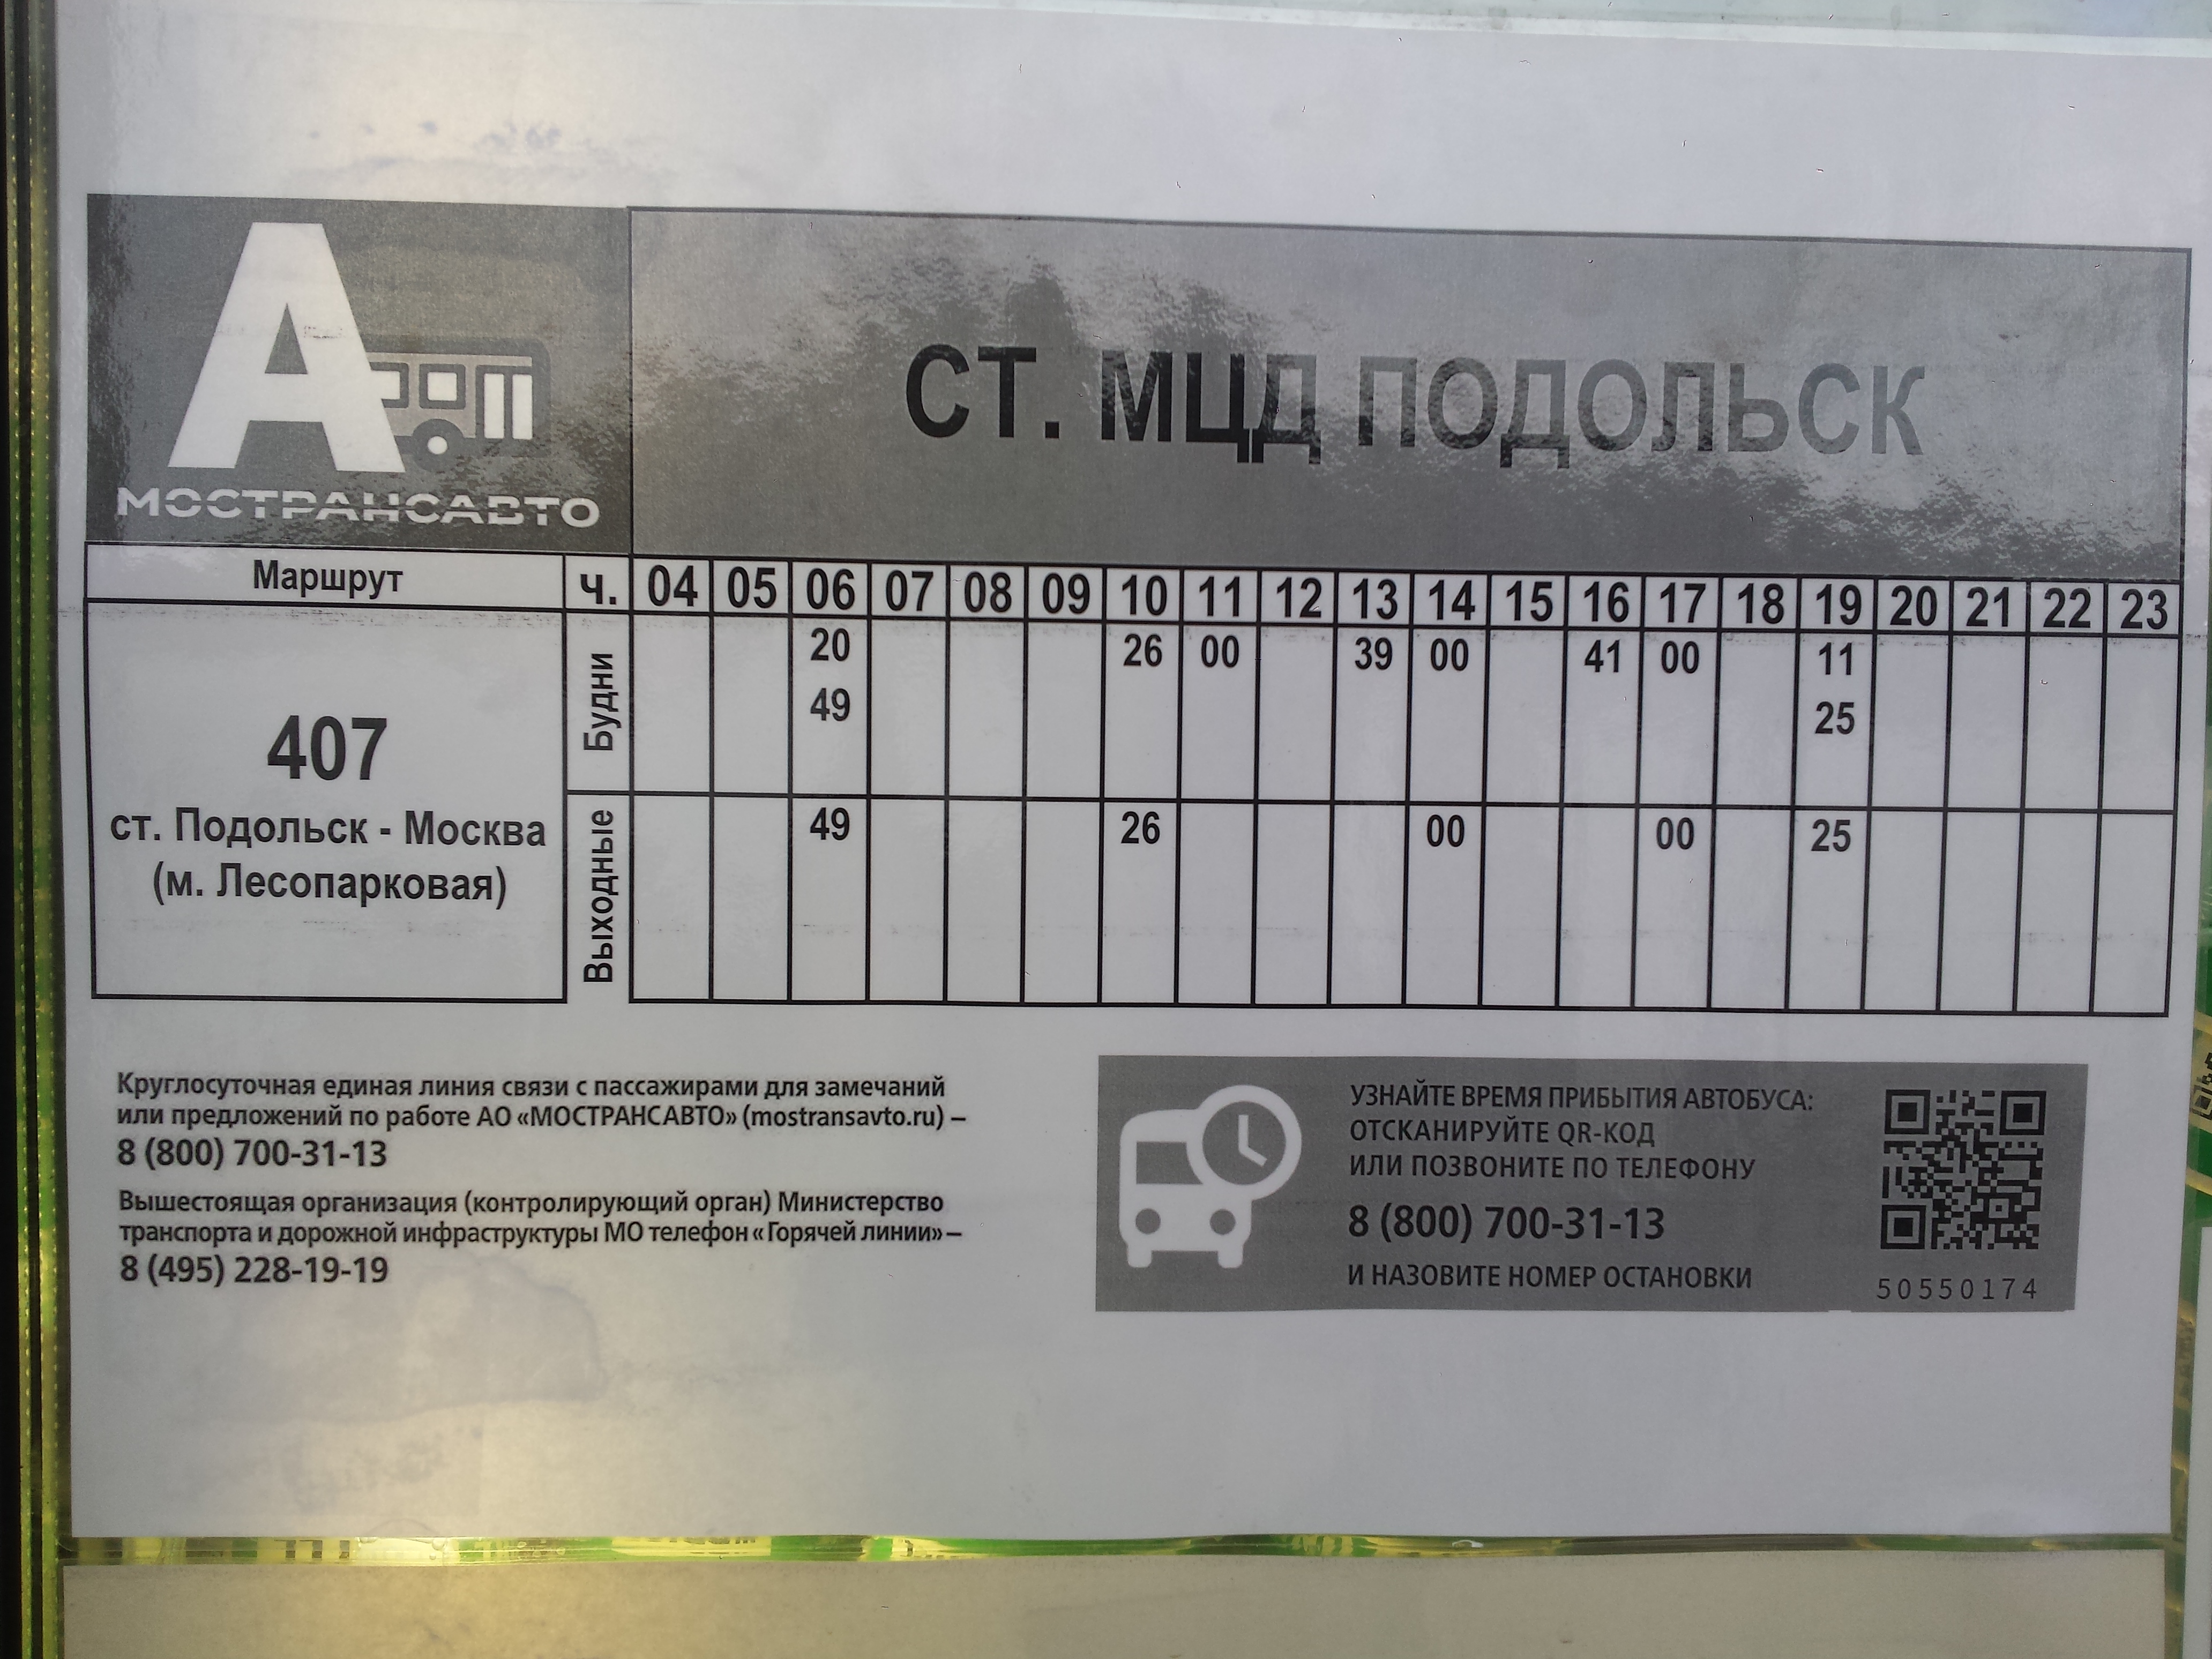 А
МОСТРАНСАВТО
СТ. МЦД ПОДОЛЬСК
Маршрут ч. 04 05 06 07 08 09 10 11 12 13 14 15 16 17 18 19 20 21 22 23
407
ст. Подольск - Москва
(м. Лесопарковая)
Будни 20 26 00 39 00 41 00 11
49 25
Выходные 49 26 00 00 25
Круглосуточная единая линия связи с пассажирами для замечаний
или предложений по работе АО «МОСТРАНСАВТО» (mostransavto.ru) –
8 (800) 700-31-13
Вышестоящая организация (контролирующий орган) Министерство
транспорта и дорожной инфраструктуры МО телефон «Горячей линии» –
8 (495) 228-19-19
УЗНАЙТЕ ВРЕМЯ ПРИБЫТИЯ АВТОБУСА:
ОТСКАНИРУЙТЕ QR-КОД
ИЛИ ПОЗВОНИТЕ ПО ТЕЛЕФОНУ
8 (800) 700-31-13
И НАЗОВИТЕ НОМЕР ОСТАНОВКИ
50550174